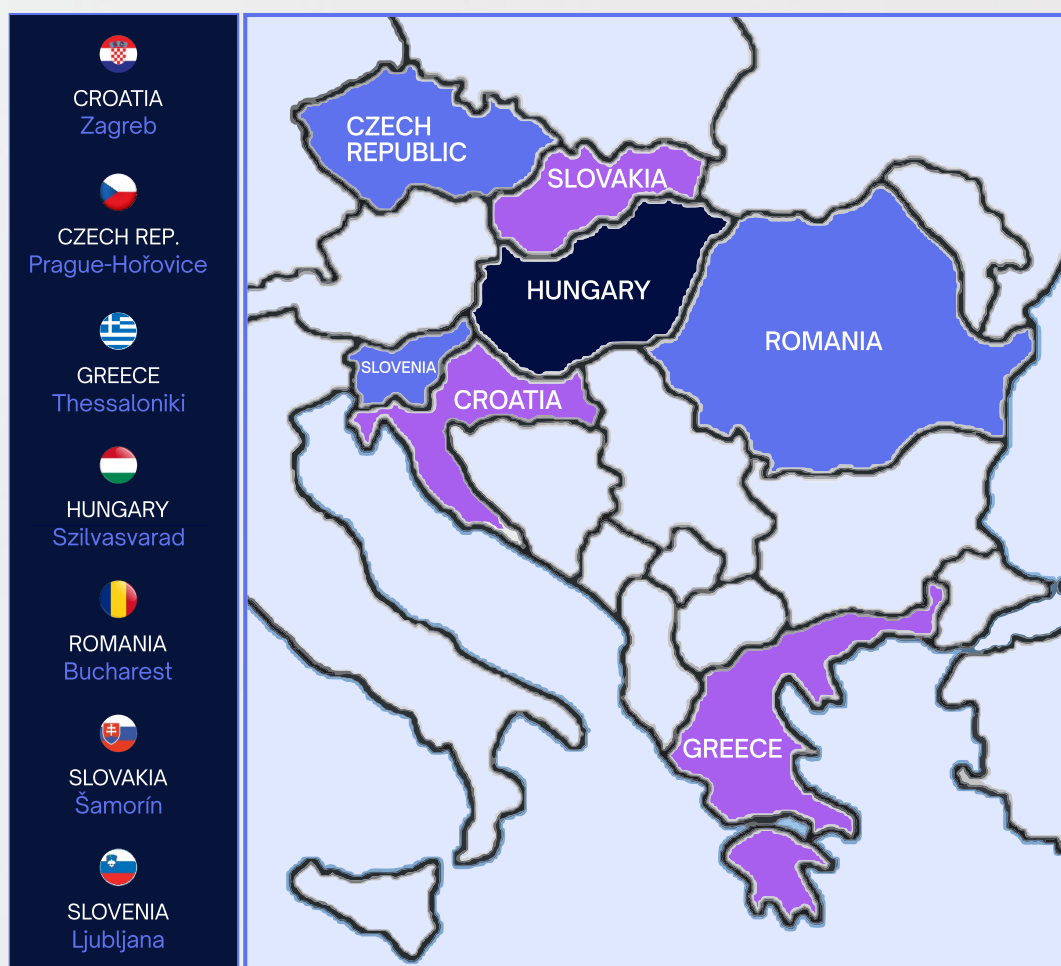 CROATIA
Zagreb
CZECH REP.
Prague-Hořovice
GREECE
Thessaloniki
HUNGARY
Szilvasvarad
ROMANIA
Bucharest
SLOVAKIA
Šamorín
SLOVENIA
Ljubljana
CZECH
REPUBLIC
SLOVAKIA
HUNGARY
ROMANIA
SLOVENIA
CROATIA
GREECE